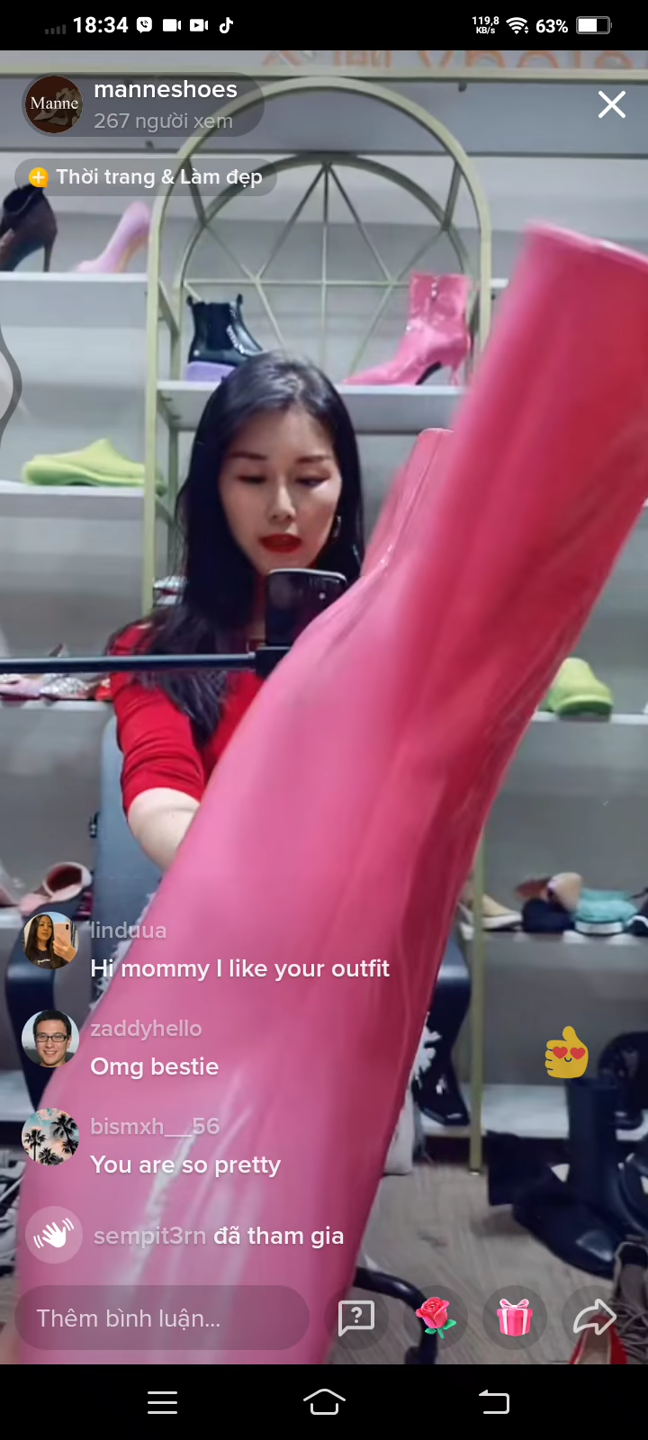 18:34
119,8
KB/s
63%
Manne
manneshoes
267 người xem
Thời trang & Làm đẹp
linduua
Hi mommy I like your outfit
zaddyhello
Omg bestie
bismxh__56
You are so pretty
sempit3rn đã tham gia
Thêm bình luận...